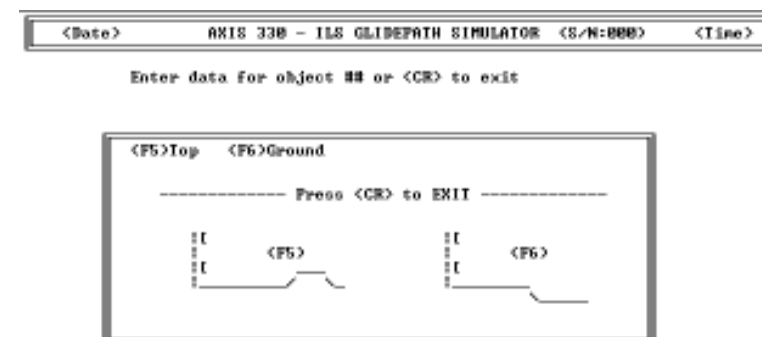 <Date> AXIS 330 - ILS GLIDEPATH SIMULATOR <S/N:000> <Time>
Enter data for object ## or <CR> to exit
<F5>Top <F6>Ground
------------- Press <CR> to EXIT -------------
<F5> <F6>